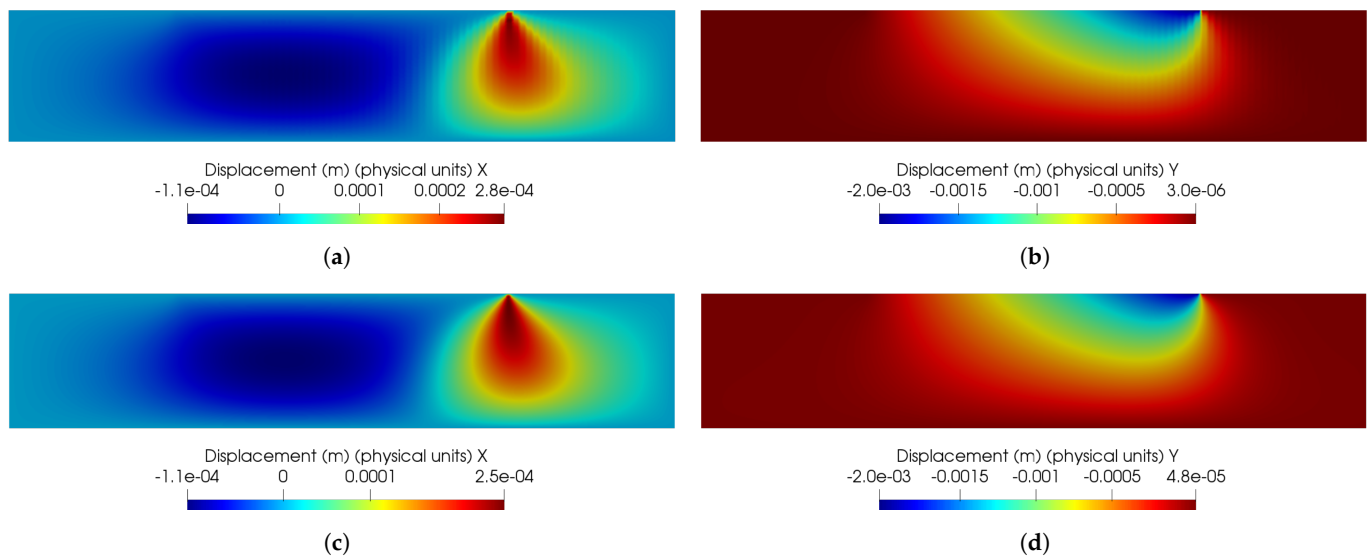 Displacement (m) (physical units) X
-1.1e-04 0 0.0001 0.0002 2.8e-04
(a)
Displacement (m) (physical units) Y
-2.0e-03 -0.0015 -0.001 -0.0005 3.0e-06
(b)
Displacement (m) (physical units) X
-1.1e-04 0 0.0001 2.5e-04
(c)
Displacement (m) (physical units) Y
-2.0e-03 -0.0015 -0.001 -0.0005 4.8e-05
(d)